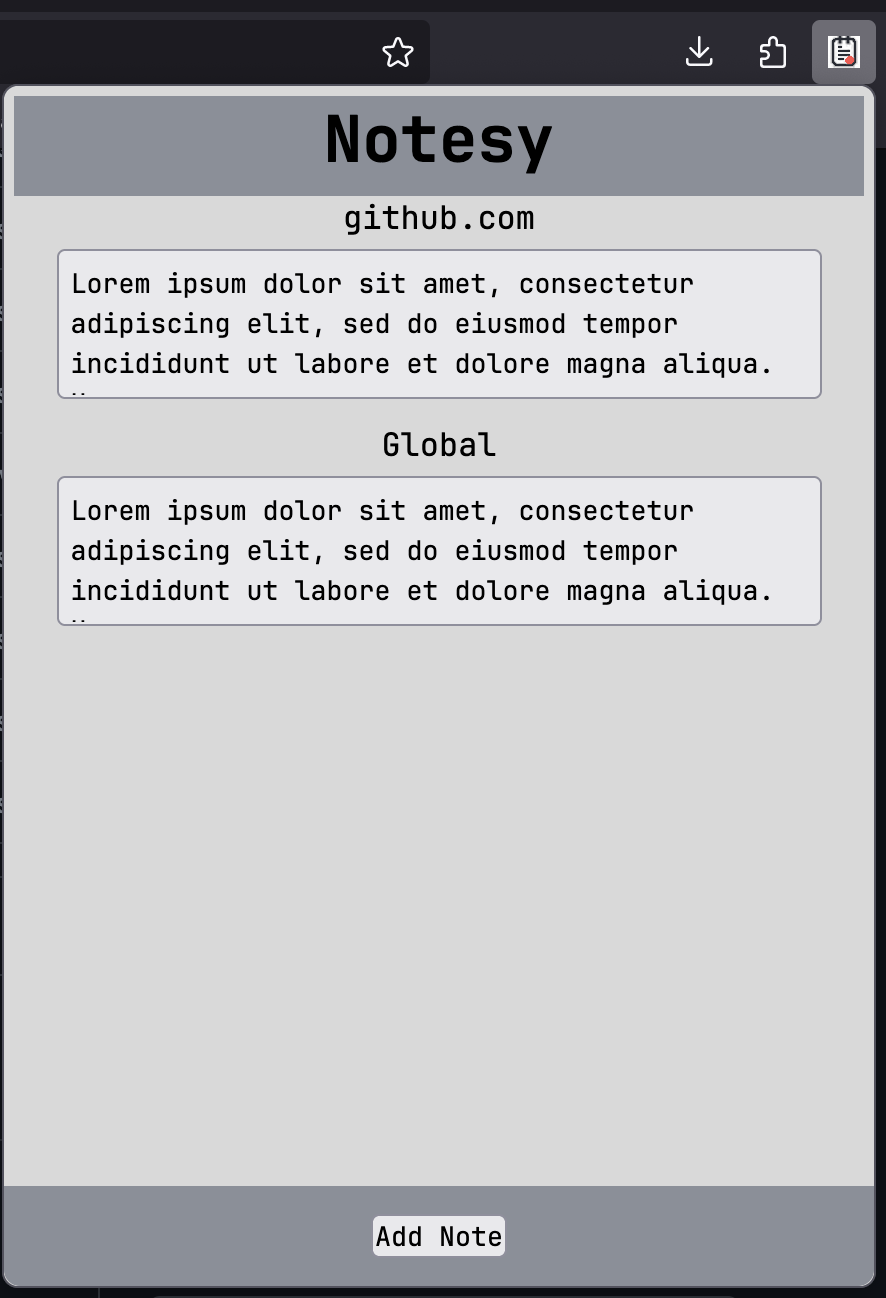 Notesy
github.com
Lorem ipsum dolor sit amet, consectetur
adipiscing elit, sed do eiusmod tempor
incididunt ut labore et dolore magna aliqua.
Global
Lorem ipsum dolor sit amet, consectetur
adipiscing elit, sed do eiusmod tempor
incididunt ut labore et dolore magna aliqua.
Add Note